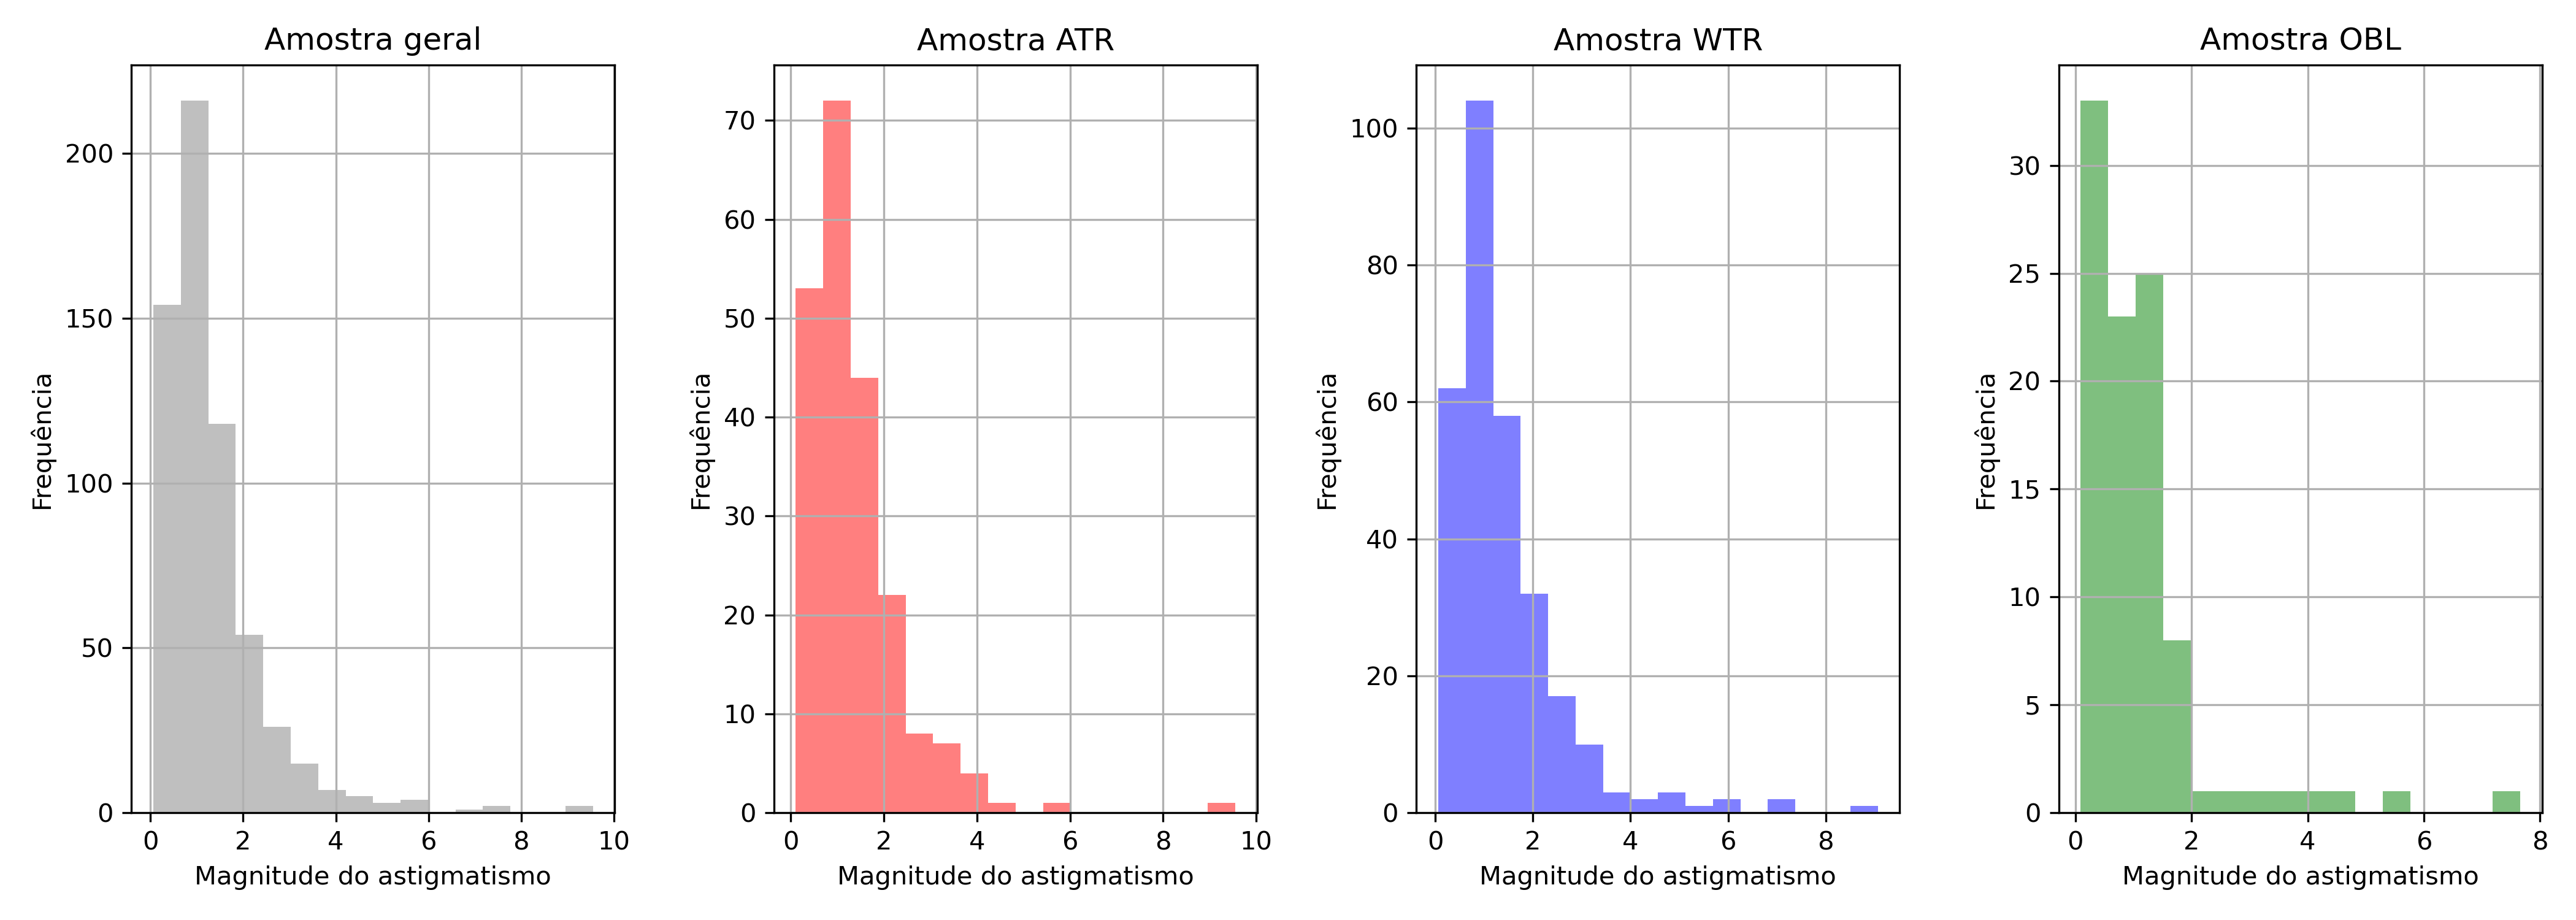 Amostra geral
Frequência
200
150
100
50
0
0 2 4 6 8 10
Magnitude do astigmatismo
Amostra ATR
Frequência
70
60
50
40
30
20
10
0
0 2 4 6 8 10
Magnitude do astigmatismo
Amostra WTR
Frequência
100
80
60
40
20
0
0 2 4 6 8
Magnitude do astigmatismo
Amostra OBL
Frequência
30
25
20
15
10
5
0
0 2 4 6 8
Magnitude do astigmatismo